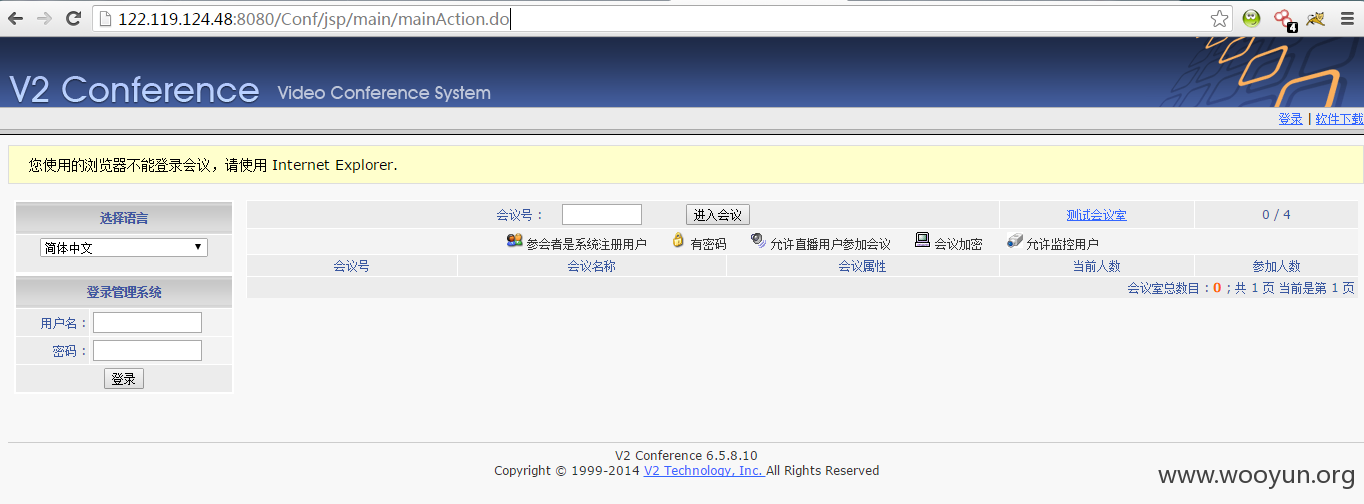 122.119.124.48:8080/Conf/jsp/main/mainAction.do
4
V2 Conference Video Conference System
登录 | 软件下载
您使用的浏览器不能登录会议，请使用 Internet Explorer.
选择语言
简体中文
登录管理系统
用户名：
密码：
登录
会议号： 进入会议 测试会议室 0 / 4
参会者是系统注册用户 有密码 允许直播用户参加会议 会议加密 允许监控用户
会议号 会议名称 会议属性 当前人数 参加人数
会议室总数目：0；共 1 页 当前是第 1 页
V2 Conference 6.5.8.10
Copyright © 1999-2014 V2 Technology, Inc. All Rights Reserved
www.wooyun.org